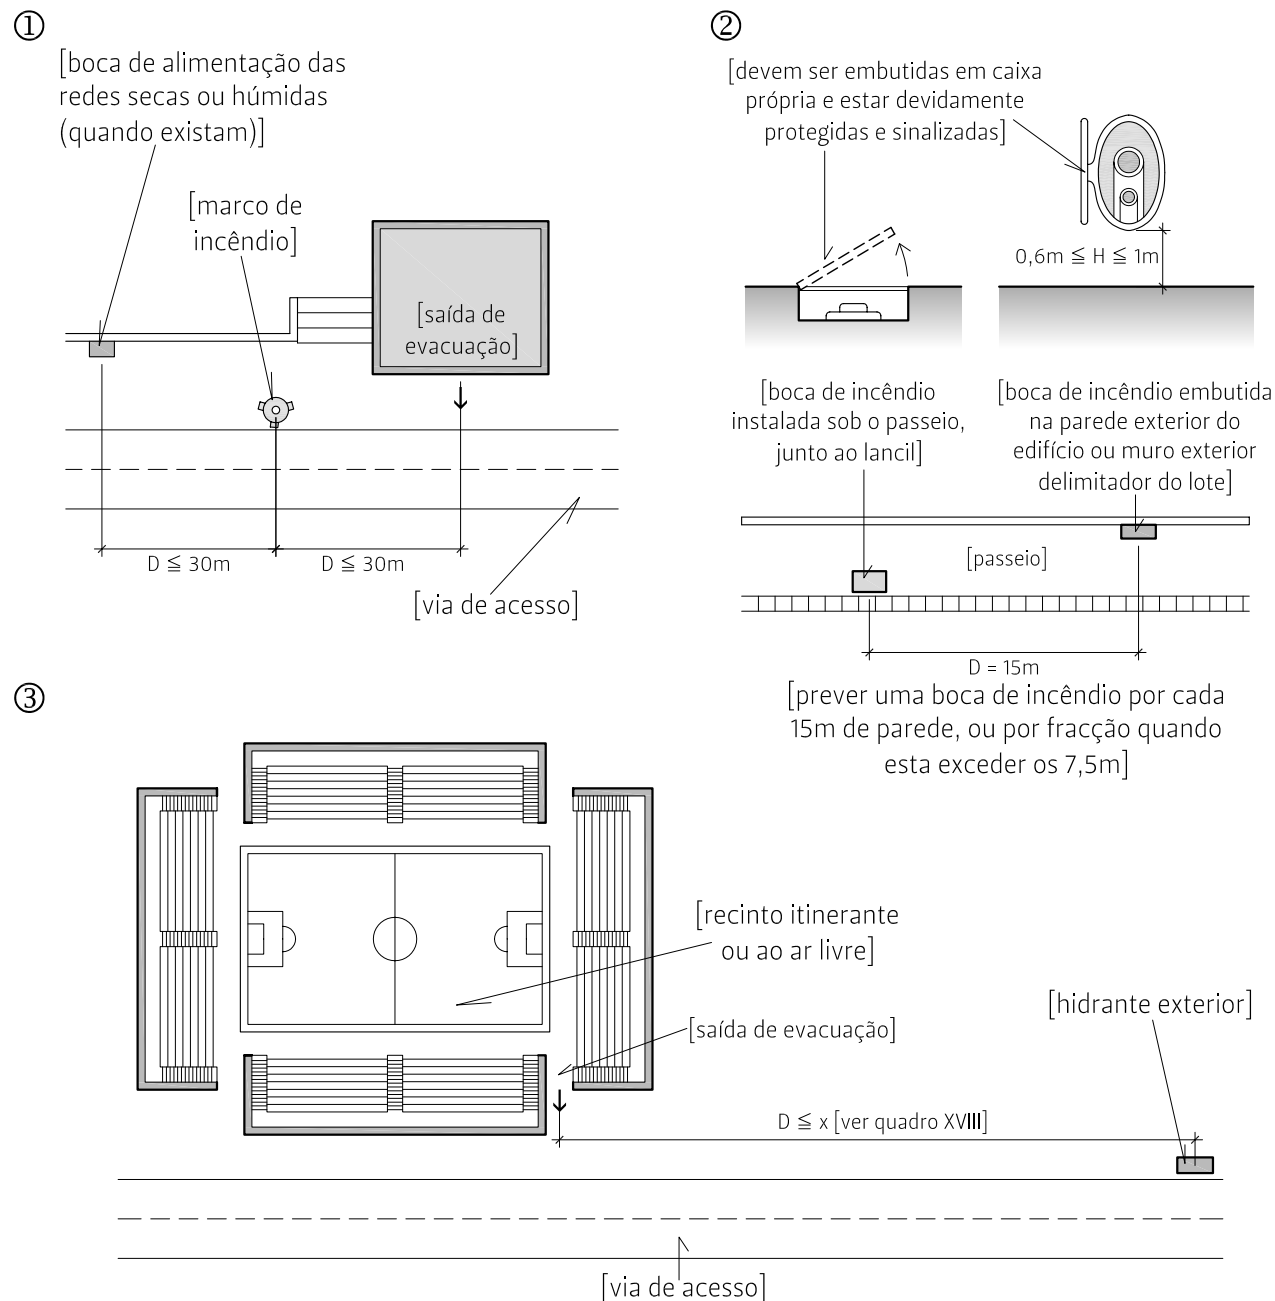 ①
[boca de alimentação das
redes secas ou húmidas
(quando existam)]
[marco de
incêndio]
[saída de
evacuação]
D ≦ 30m
D ≦ 30m
[via de acesso]
②
[devem ser embutidas em caixa
própria e estar devidamente
protegidas e sinalizadas]
0,6m ≦ H ≦ 1m
[boca de incêndio
instalada sob o passeio,
junto ao lancil]
[boca de incêndio embutida
na parede exterior do
edifício ou muro exterior
delimitador do lote]
[passeio]
D = 15m
[prever uma boca de incêndio por cada
15m de parede, ou por fracção quando
esta exceder os 7,5m]
③
[recinto itinerante
ou ao ar livre]
[saída de evacuação]
[hidrante exterior]
D ≦ x [ver quadro XVIII]
[via de acesso]